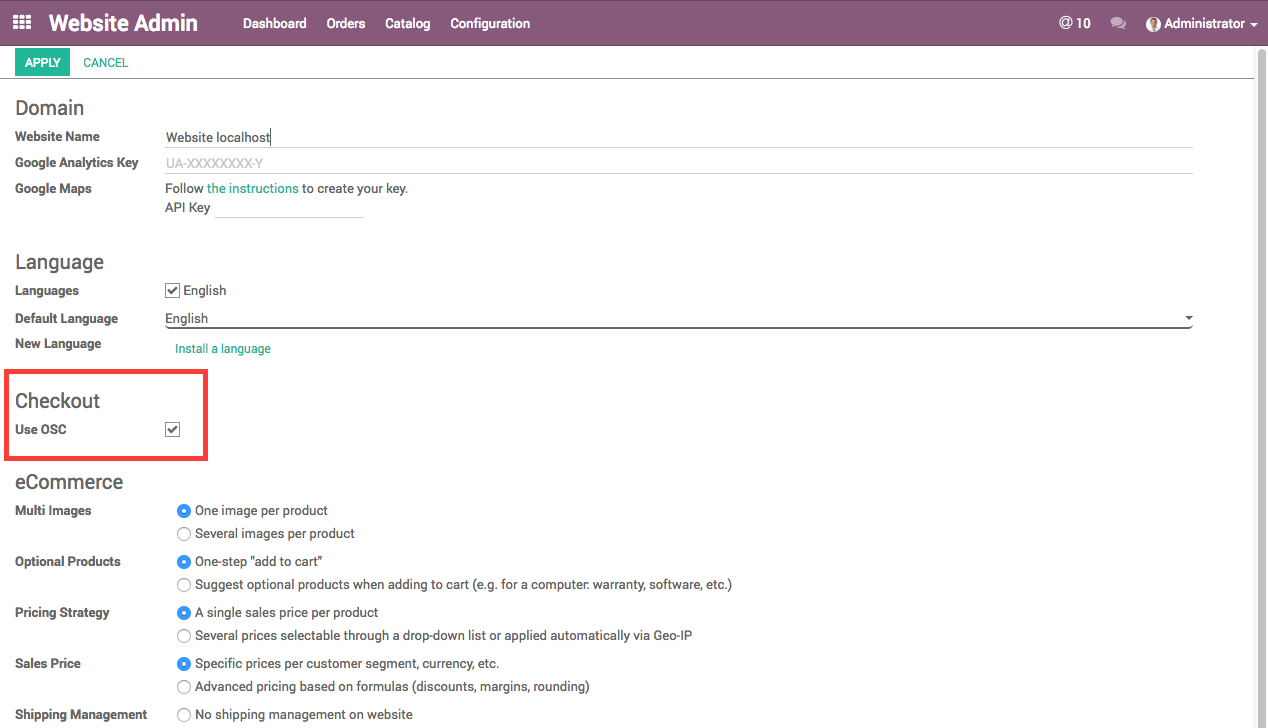 Website Admin Dashboard Orders Catalog Configuration @ 10 Administrator
APPLY CANCEL
Domain
Website Name Website localhost
Google Analytics Key UA-XXXXXXXX-Y
Google Maps Follow the instructions to create your key.
API Key
Language
Languages English
Default Language English
New Language Install a language
Checkout
Use OSC
eCommerce
Multi Images One image per product
Several images per product
Optional Products One-step "add to cart"
Suggest optional products when adding to cart (e.g. for a computer: warranty, software, etc.)
Pricing Strategy A single sales price per product
Several prices selectable through a drop-down list or applied automatically via Geo-IP
Sales Price Specific prices per customer segment, currency, etc.
Advanced pricing based on formulas (discounts, margins, rounding)
Shipping Management No shipping management on website